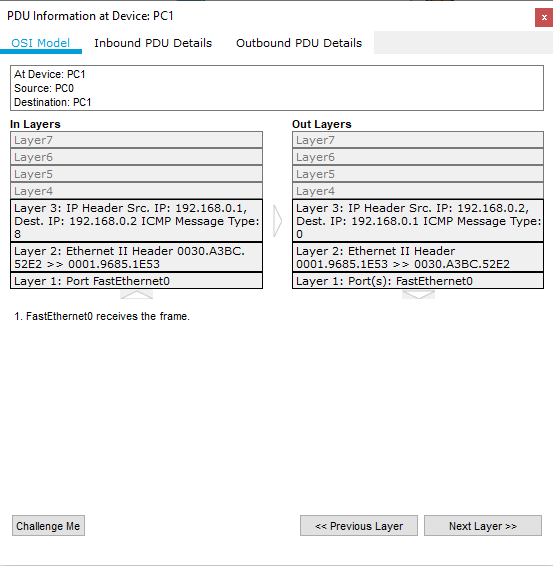 PDU Information at Device: PC1
x
OSI Model
Inbound PDU Details
Outbound PDU Details
At Device: PC1
Source: PC0
Destination: PC1
In Layers
Layer7
Layer6
Layer5
Layer4
Layer 3: IP Header Src. IP: 192.168.0.1,
Dest. IP: 192.168.0.2 ICMP Message Type:
8
Layer 2: Ethernet II Header 0030.A3BC.
52E2 >> 0001.9685.1E53
Layer 1: Port FastEthernet0
Out Layers
Layer7
Layer6
Layer5
Layer4
Layer 3: IP Header Src. IP: 192.168.0.2,
Dest. IP: 192.168.0.1 ICMP Message Type:
0
Layer 2: Ethernet II Header
0001.9685.1E53 >> 0030.A3BC.52E2
Layer 1: Port(s): FastEthernet0
1. FastEthernet0 receives the frame.
Challenge Me
<< Previous Layer
Next Layer >>